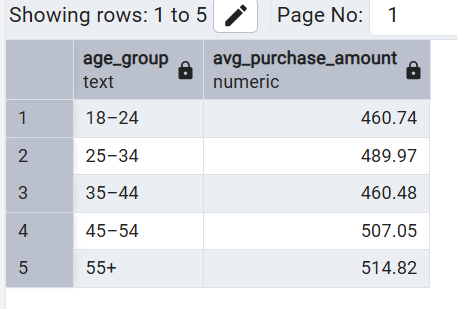 Showing rows: 1 to 5 Page No: 1
age_group avg_purchase_amount
text numeric
1 18–24 460.74
2 25–34 489.97
3 35–44 460.48
4 45–54 507.05
5 55+ 514.82